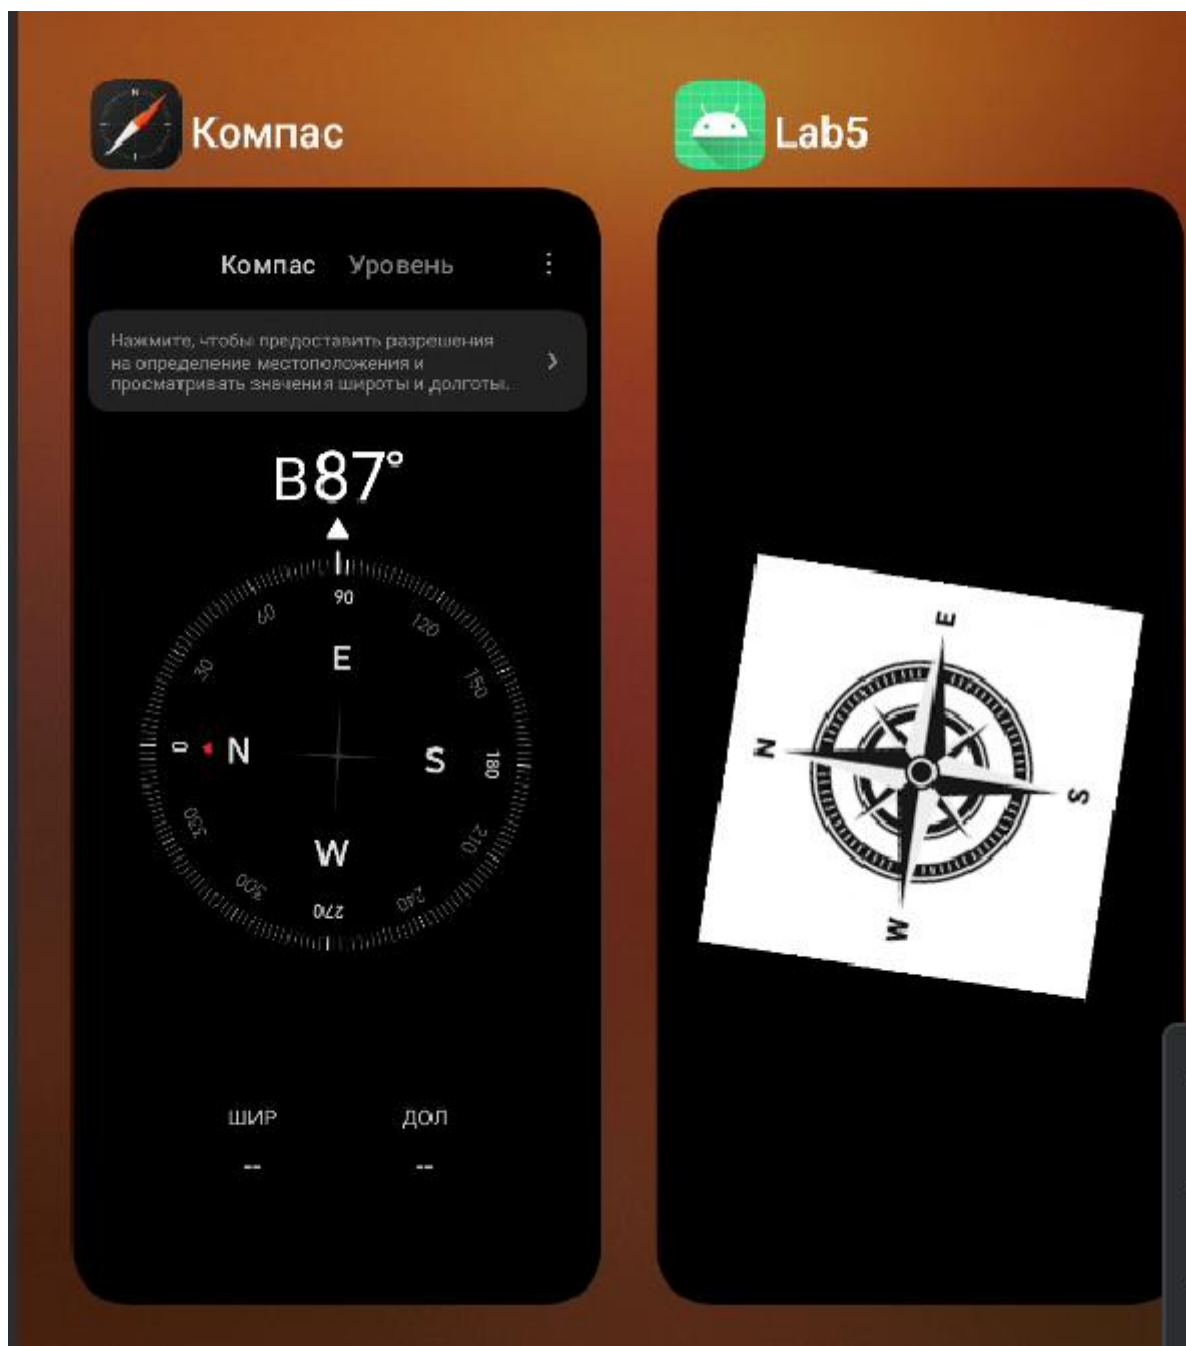 Компас
Lab5
Компас Уровень
Нажмите, чтобы предоставить разрешения
на определение местоположения и
просматривать значения широты и долготы.
В87°
90
60
120
30
150
E
0
N
S
180
W
330
210
300
240
270
ШИР
ДОЛ
--
--
E
N
S
W